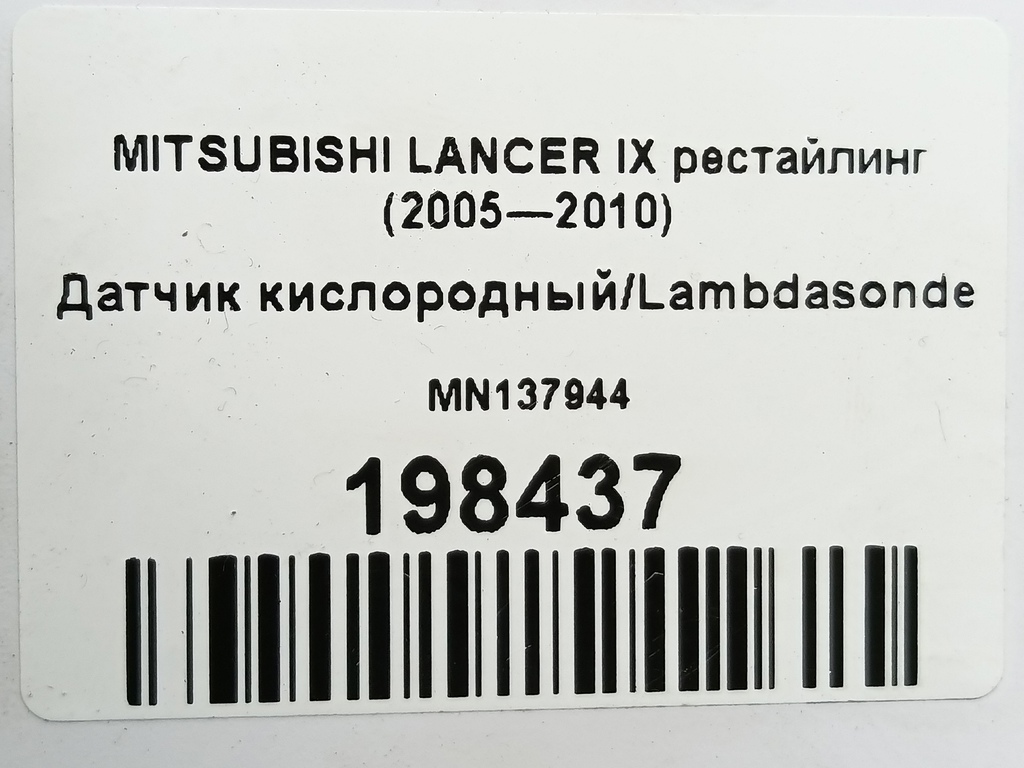 MITSUBISHI LANCER IX рестайлинг
(2005—2010)
Датчик кислородный/Lambdasonde
MN137944
198437